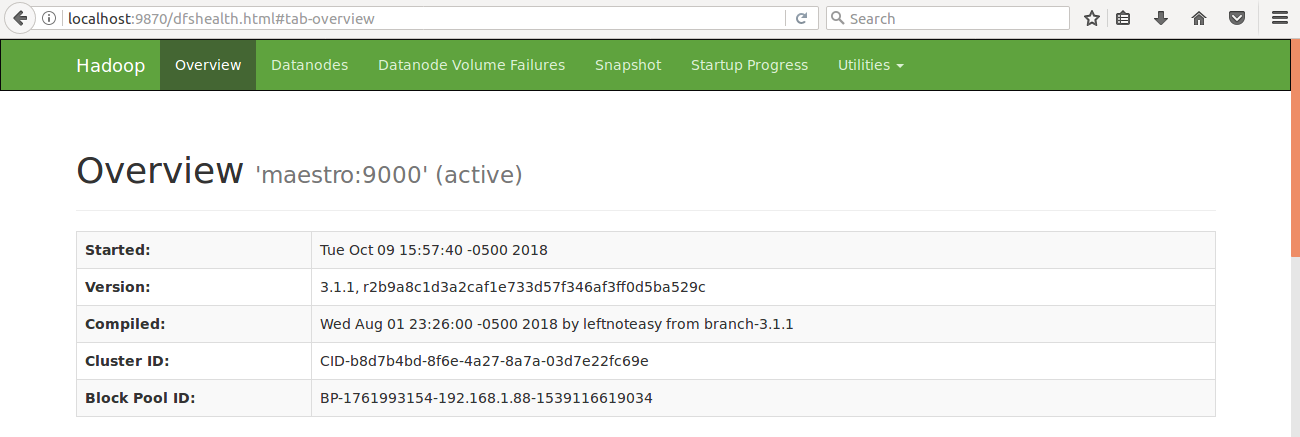 localhost:9870/dfshealth.html#tab-overview Search
Hadoop Overview Datanodes Datanode Volume Failures Snapshot Startup Progress Utilities
Overview 'maestro:9000' (active)
Started: Tue Oct 09 15:57:40 -0500 2018
Version: 3.1.1, r2b9a8c1d3a2caf1e733d57f346af3ff0d5ba529c
Compiled: Wed Aug 01 23:26:00 -0500 2018 by leftnoteasy from branch-3.1.1
Cluster ID: CID-b8d7b4bd-8f6e-4a27-8a7a-03d7e22fc69e
Block Pool ID: BP-1761993154-192.168.1.88-1539116619034